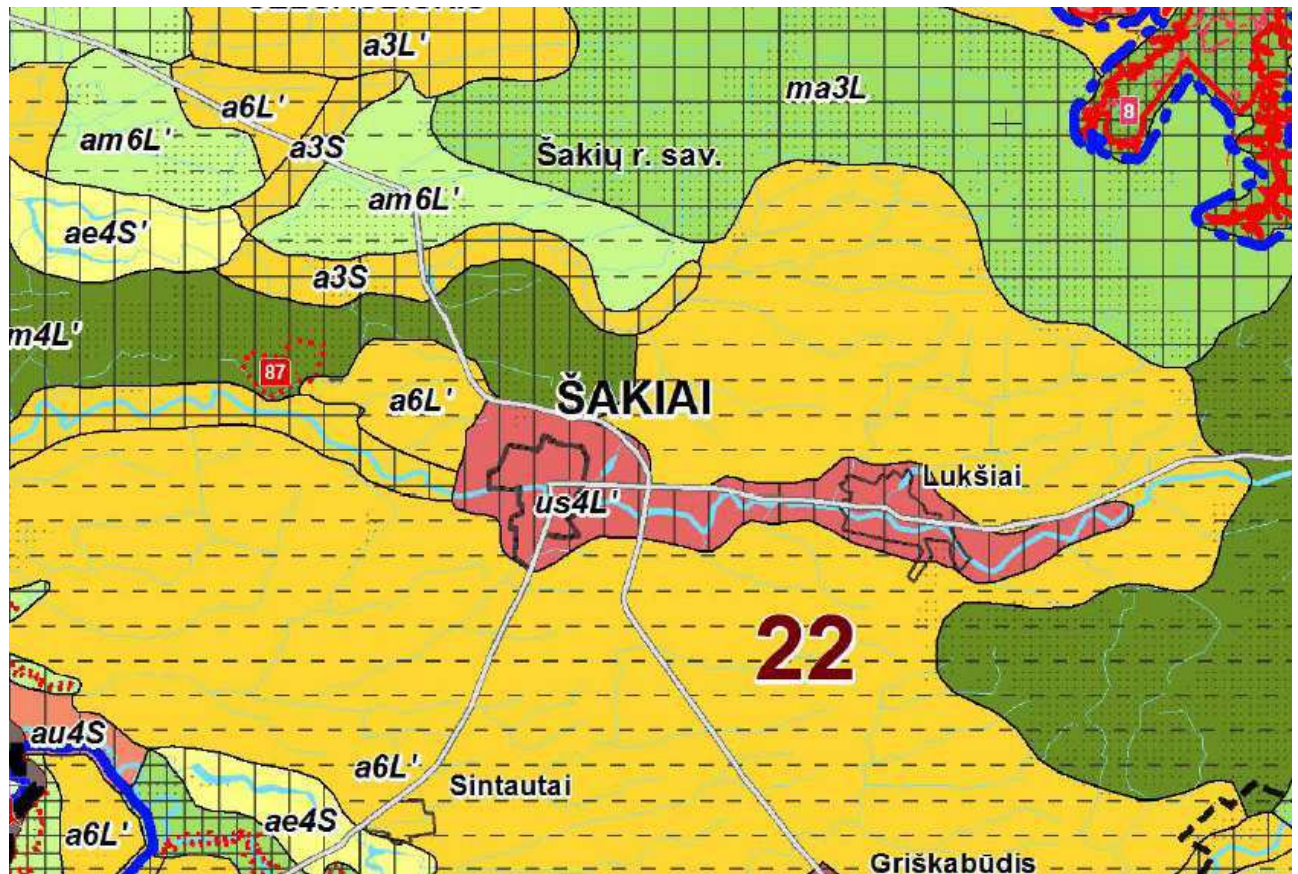 a3L'
ma3L
a6L'
8
am6L'
a3S
Šakių r. sav.
am6L'
ae4S'
a3S
m4L'
87
a6L'
ŠAKIAI
Lukšiai
us4L'
22
au4S
a6L'
Sintautai
ae4S
a6L'
Griškabūdis